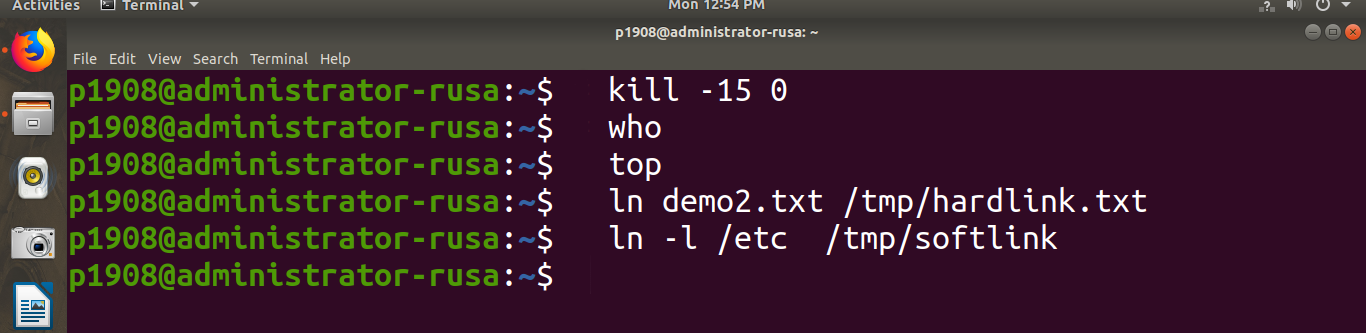 Activities Terminal Mon 12:54 PM
p1908@administrator-rusa: ~
File Edit View Search Terminal Help
p1908@administrator-rusa:~$ kill -15 0
p1908@administrator-rusa:~$ who
p1908@administrator-rusa:~$ top
p1908@administrator-rusa:~$ ln demo2.txt /tmp/hardlink.txt
p1908@administrator-rusa:~$ ln -l /etc /tmp/softlink
p1908@administrator-rusa:~$